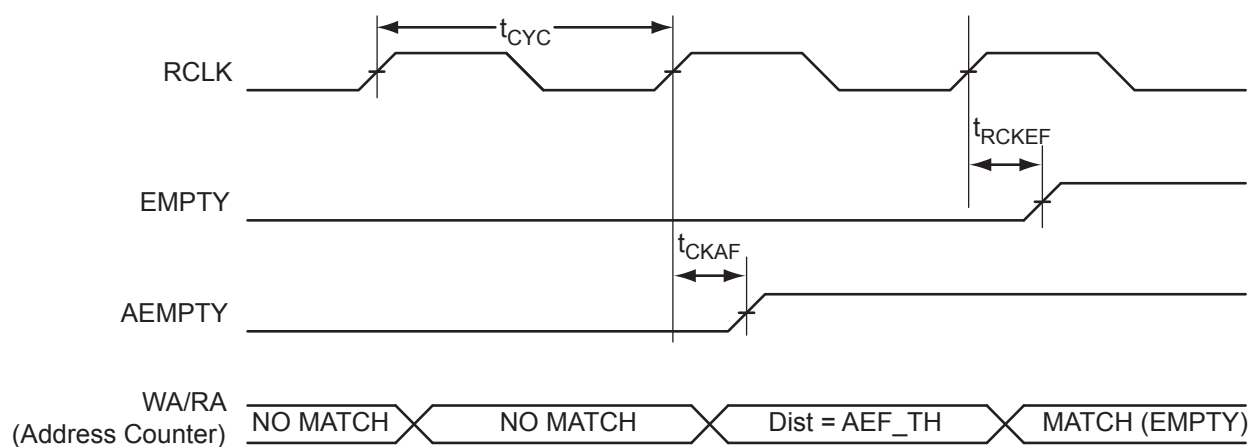 tCYC
RCLK
tRCKEF
EMPTY
tCKAF
AEMPTY
WA/RA
(Address Counter)
NO MATCH
NO MATCH
Dist = AEF_TH
MATCH (EMPTY)